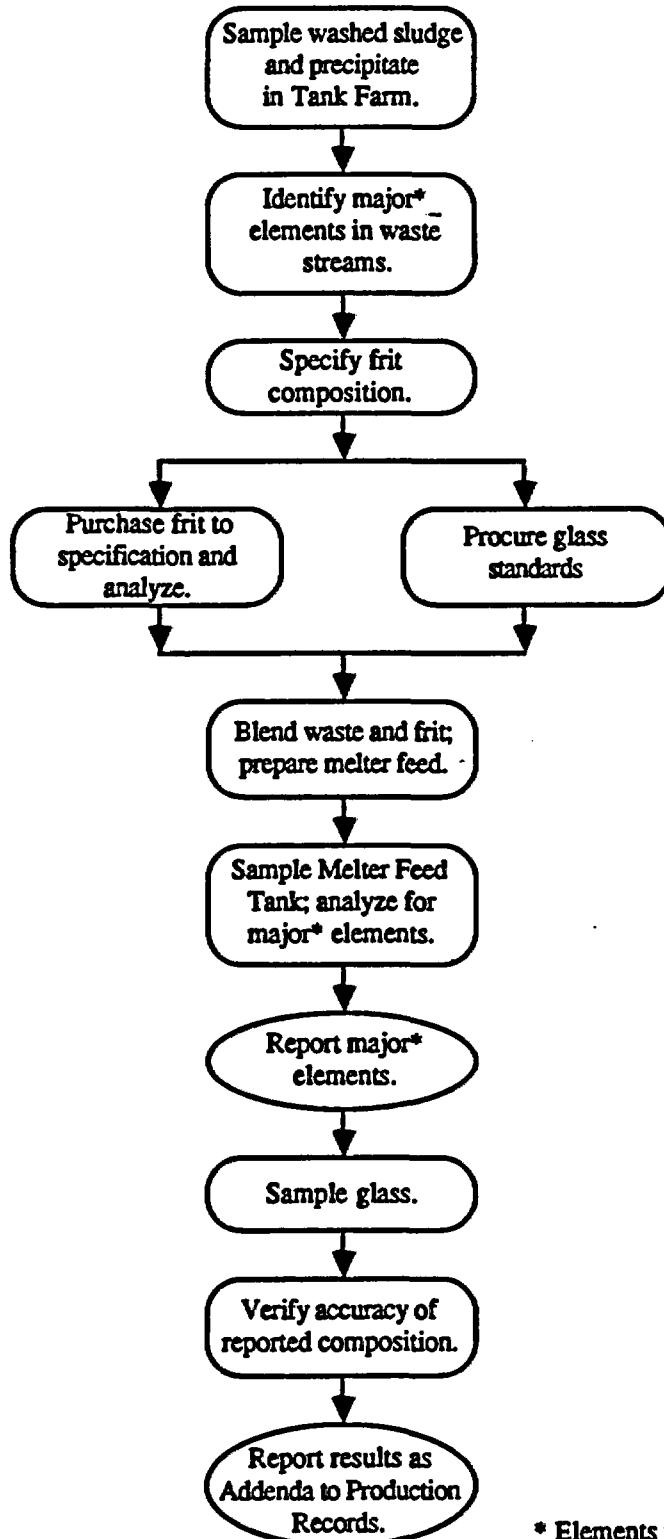 Sample washed sludge
and precipitate
in Tank Farm.
Identify major*
elements in waste
streams.
Specify frit
composition.
Purchase frit to
specification and
analyze.
Procure glass
standards
Blend waste and frit;
prepare melter feed.
Sample Melter Feed
Tank; analyze for
major* elements.
Report major*
elements.
Sample glass.
Verify accuracy of
reported composition.
Report results as
Addenda to Production
Records.
* Elements